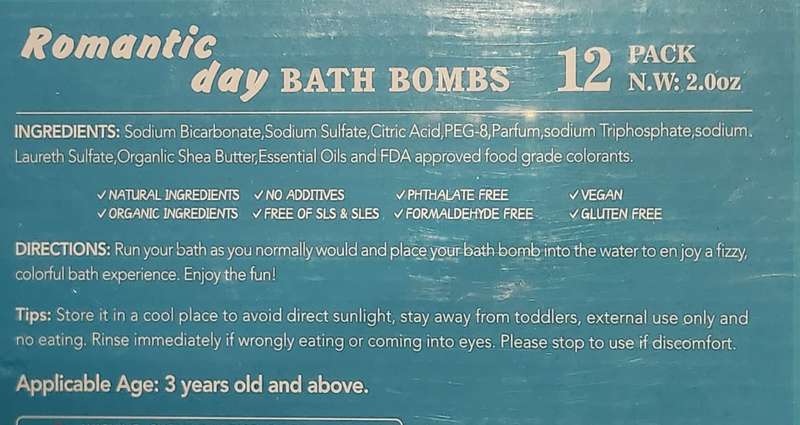 Romantic
day BATH BOMBS
12 PACK
N.W: 2.0oz
INGREDIENTS: Sodium Bicarbonate,Sodium Sulfate,Citric Acid,PEG-8,Parfum,sodium Triphosphate,sodium.
Laureth Sulfate,Organlic Shea Butter,Essential Oils and FDA approved food grade colorants.
✓NATURAL INGREDIENTS ✓NO ADDITIVES ✓PHTHALATE FREE ✓VEGAN
✓ORGANIC INGREDIENTS ✓FREE OF SLS & SLES ✓FORMALDEHYDE FREE ✓GLUTEN FREE
DIRECTIONS: Run your bath as you normally would and place your bath bomb into the water to en joy a fizzy,
colorful bath experience. Enjoy the fun!
Tips: Store it in a cool place to avoid direct sunlight, stay away from toddlers, external use only and
no eating. Rinse immediately if wrongly eating or coming into eyes. Please stop to use if discomfort.
Applicable Age: 3 years old and above.